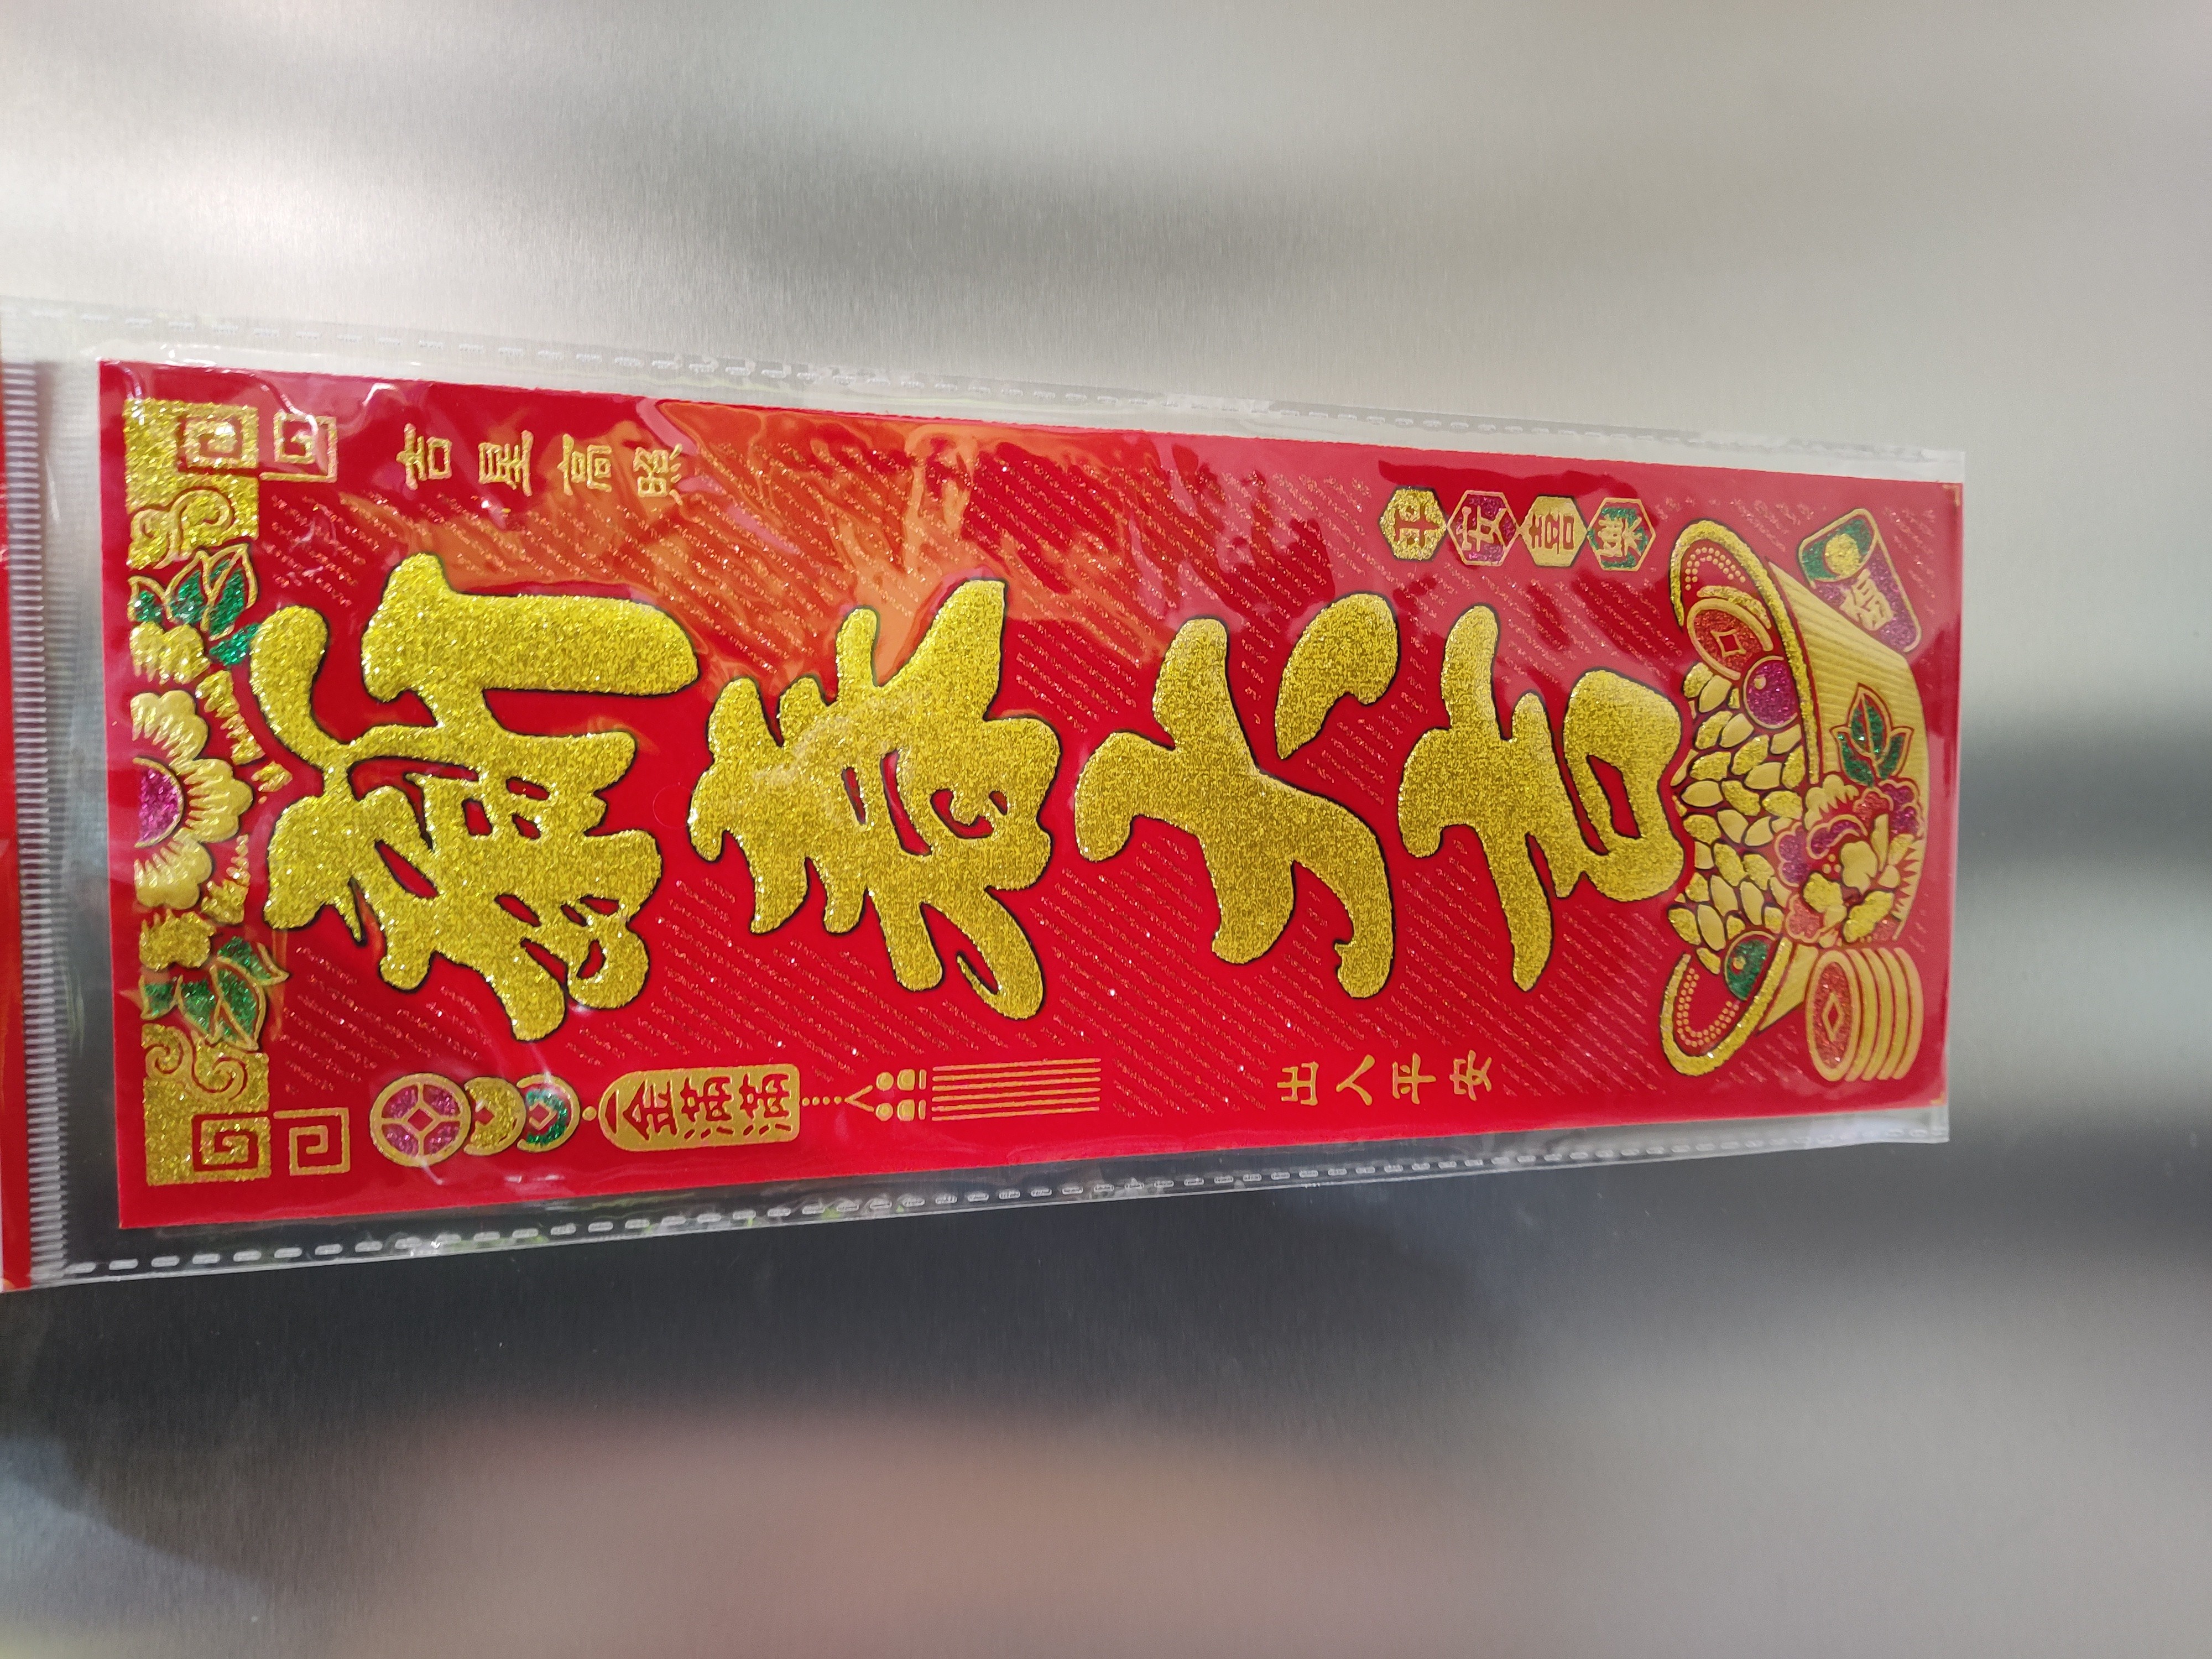 吉星高照
平安喜樂
萬事大吉
金滿滿
出入平安